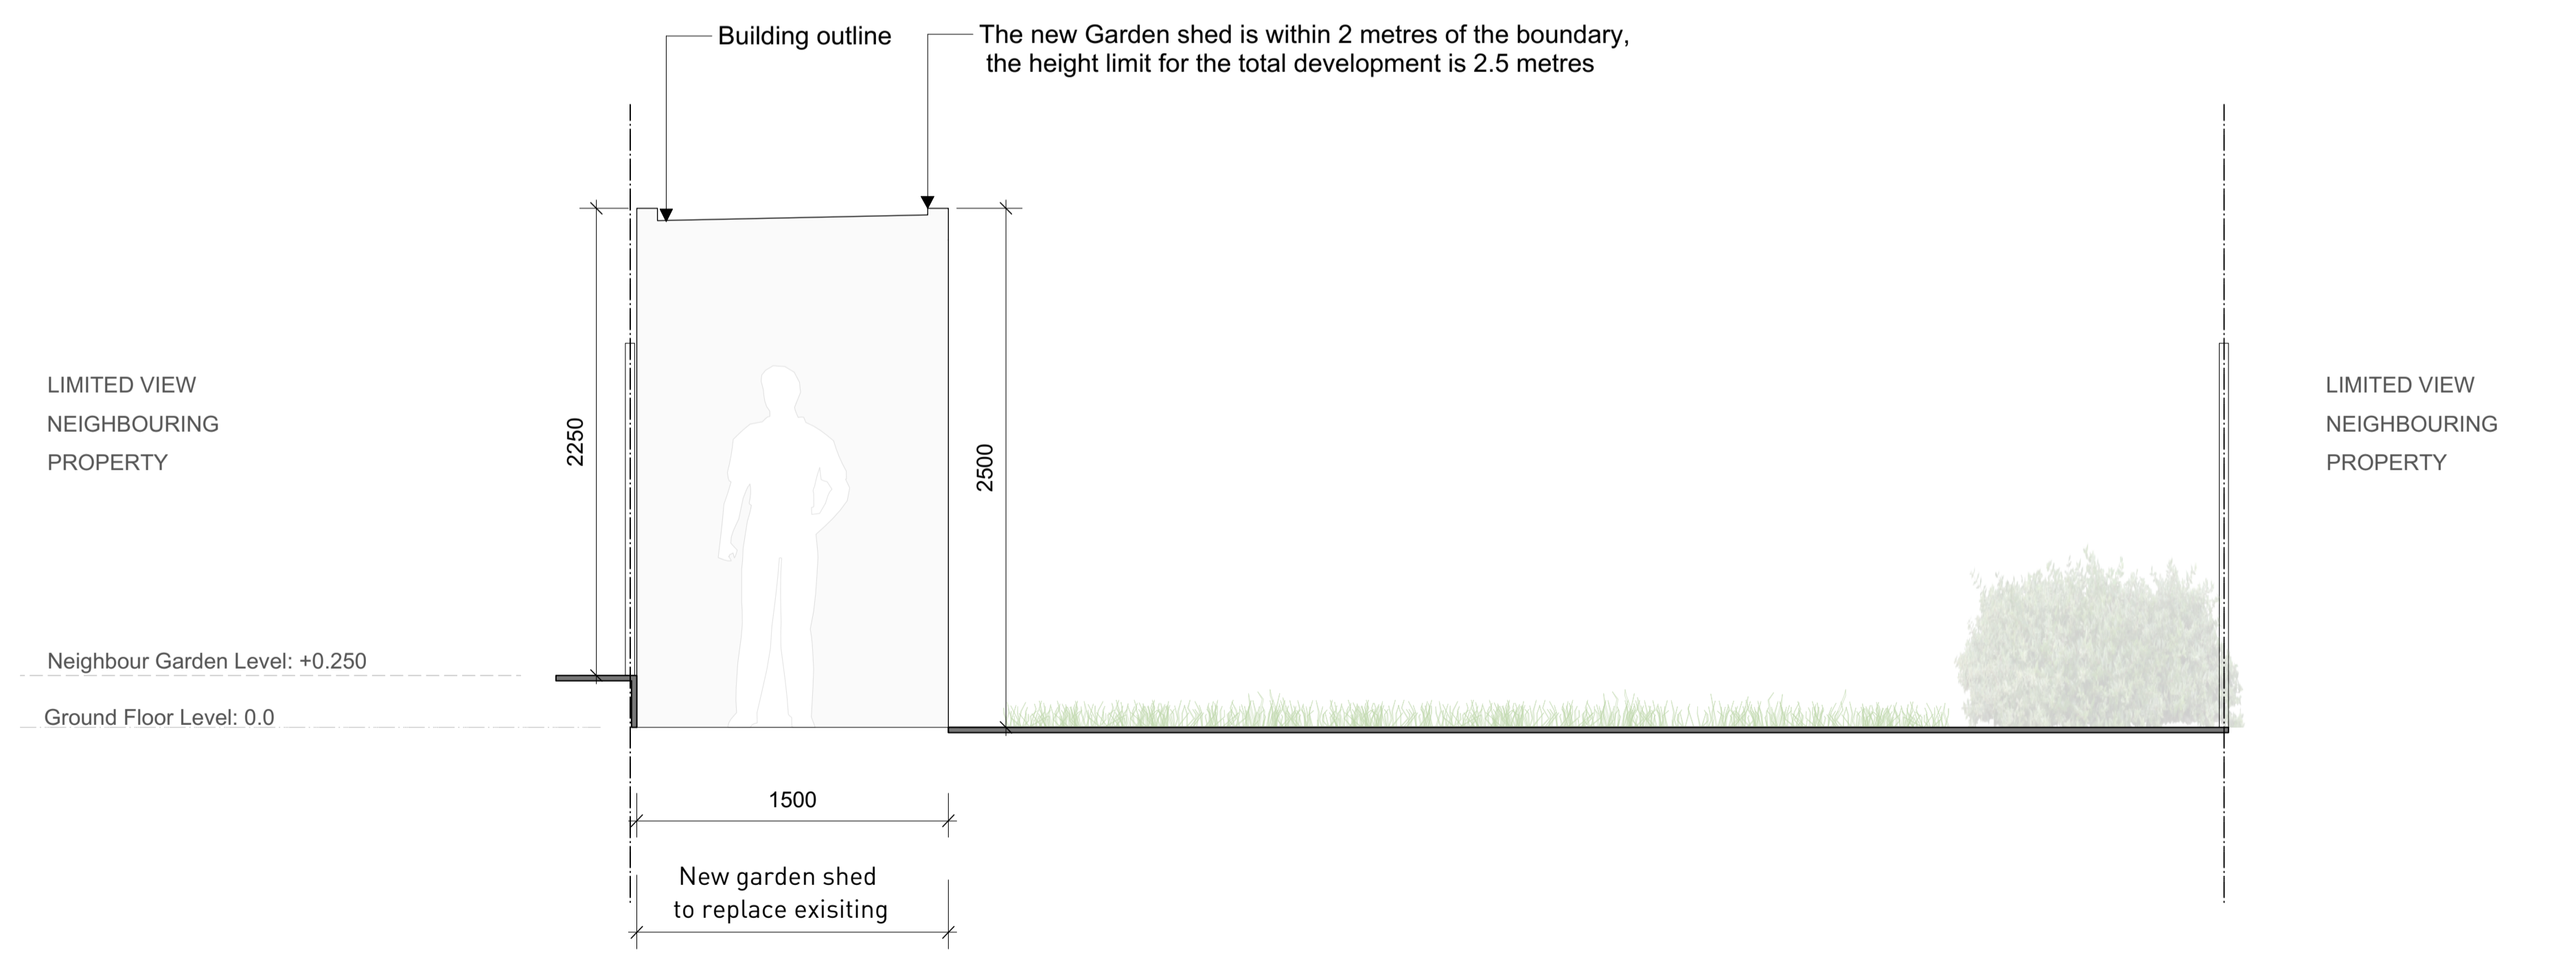 Building outline
The new Garden shed is within 2 metres of the boundary,
the height limit for the total development is 2.5 metres
LIMITED VIEW
NEIGHBOURING
PROPERTY
2250
2500
LIMITED VIEW
NEIGHBOURING
PROPERTY
Neighbour Garden Level: +0.250
Ground Floor Level: 0.0
1500
New garden shed
to replace exisiting